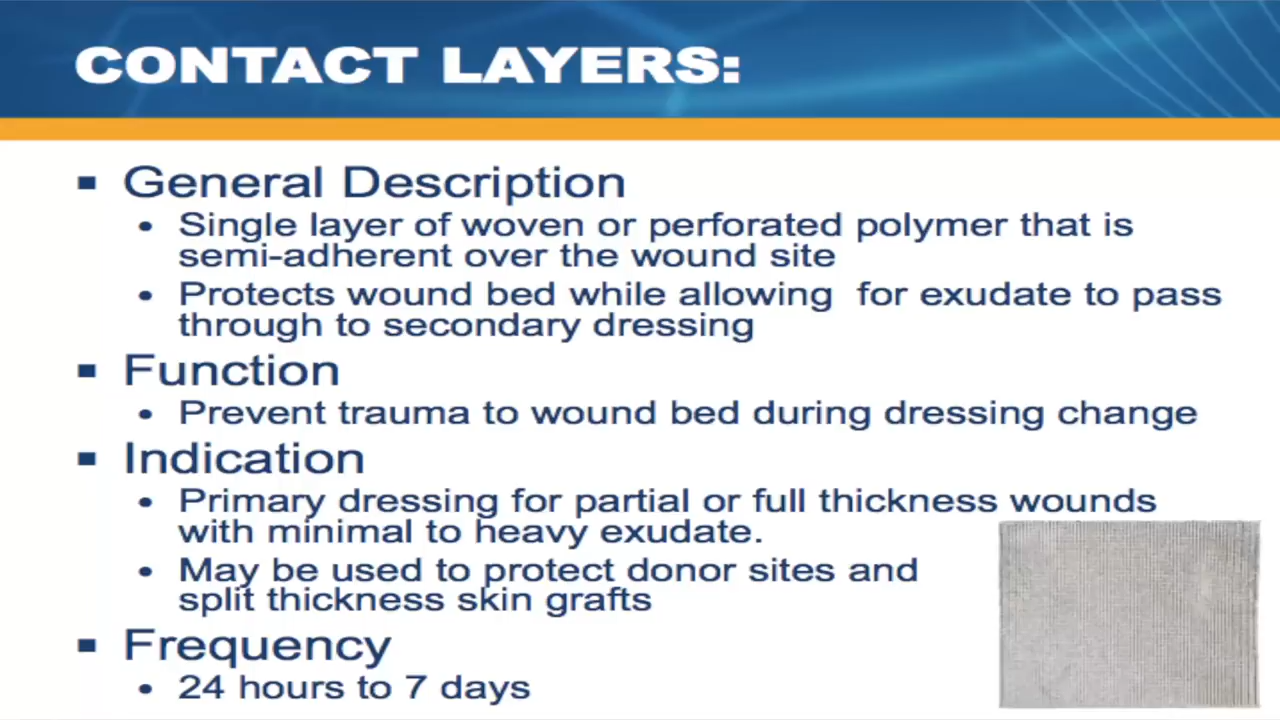 CONTACT LAYERS:
▪ General Description
• Single layer of woven or perforated polymer that is
semi-adherent over the wound site
• Protects wound bed while allowing for exudate to pass
through to secondary dressing
▪ Function
• Prevent trauma to wound bed during dressing change
▪ Indication
• Primary dressing for partial or full thickness wounds
with minimal to heavy exudate.
• May be used to protect donor sites and
split thickness skin grafts
▪ Frequency
• 24 hours to 7 days